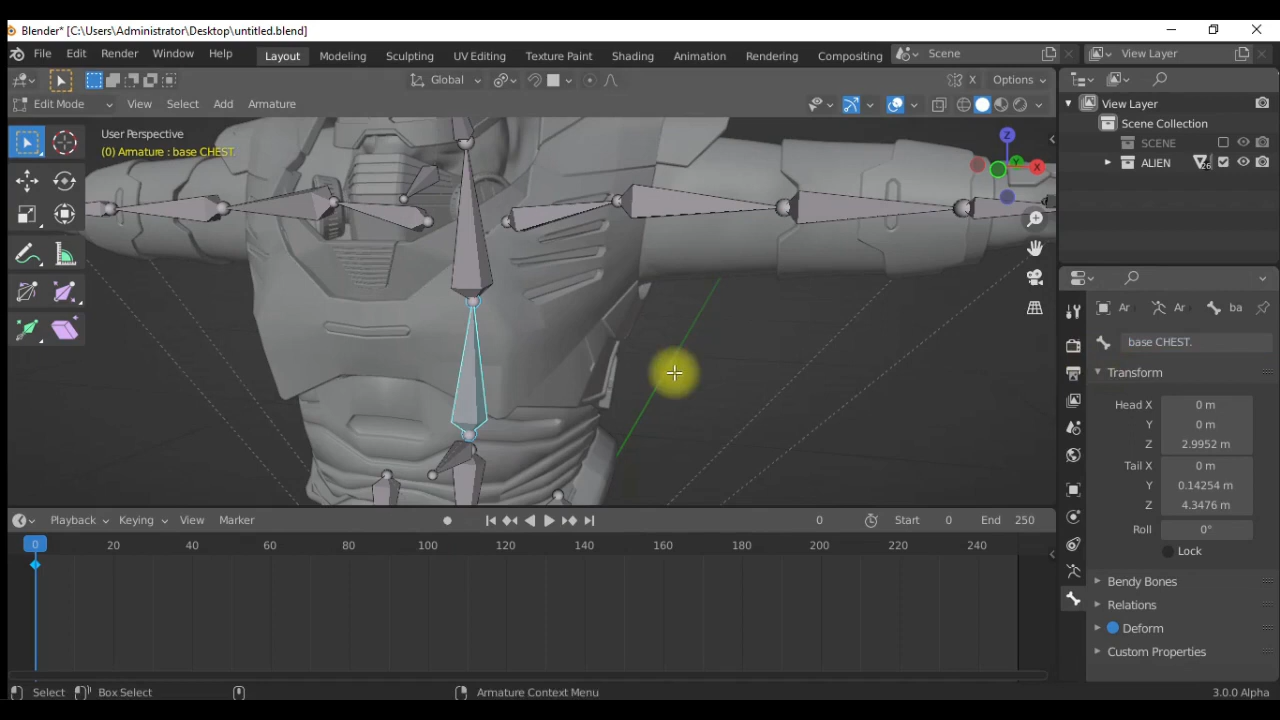 Blender* [C:\Users\Administrator\Desktop\untitled.blend]
File Edit Render Window Help Layout Modeling Sculpting UV Editing Texture Paint Shading Animation Rendering Compositing Scene View Layer
Global X Options
Edit Mode View Select Add Armature
User Perspective
(0) Armature : base CHEST.
Z
Y
X
View Layer
Scene Collection
SCENE
ALIEN 26
Ar Ar ba
base CHEST.
Transform
Head X 0 m
Y 0 m
Z 2.9952 m
Tail X 0 m
Y 0.14254 m
Z 4.3476 m
Roll 0°
Lock
Bendy Bones
Relations
Deform
Custom Properties
Playback Keying View Marker 0 Start 0 End 250
0 20 40 60 80 100 120 140 160 180 200 220 240
Select Box Select Armature Context Menu 3.0.0 Alpha